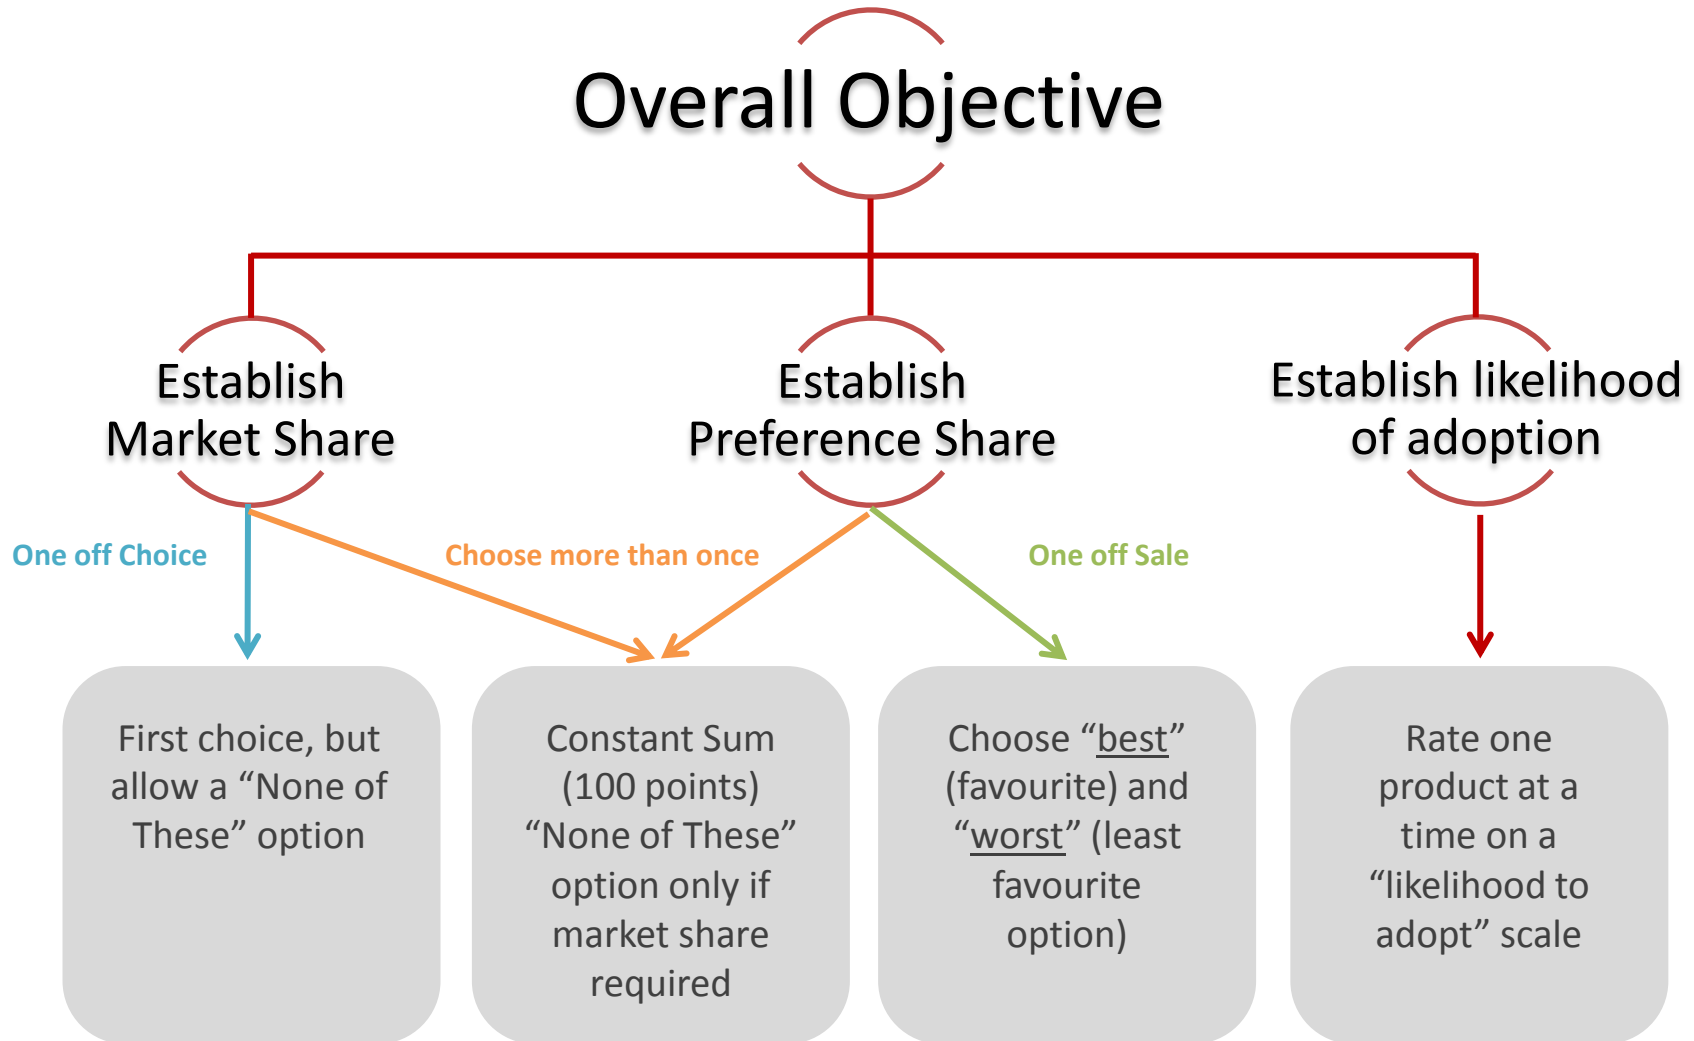 Overall Objective
Establish
Market Share
Establish
Preference Share
Establish likelihood
of adoption
One off Choice
Choose more than once
One off Sale
First choice, but
allow a “None of
These” option
Constant Sum
(100 points)
“None of These”
option only if
market share
required
Choose “best”
(favourite) and
“worst” (least
favourite
option)
Rate one
product at a
time on a
“likelihood to
adopt” scale